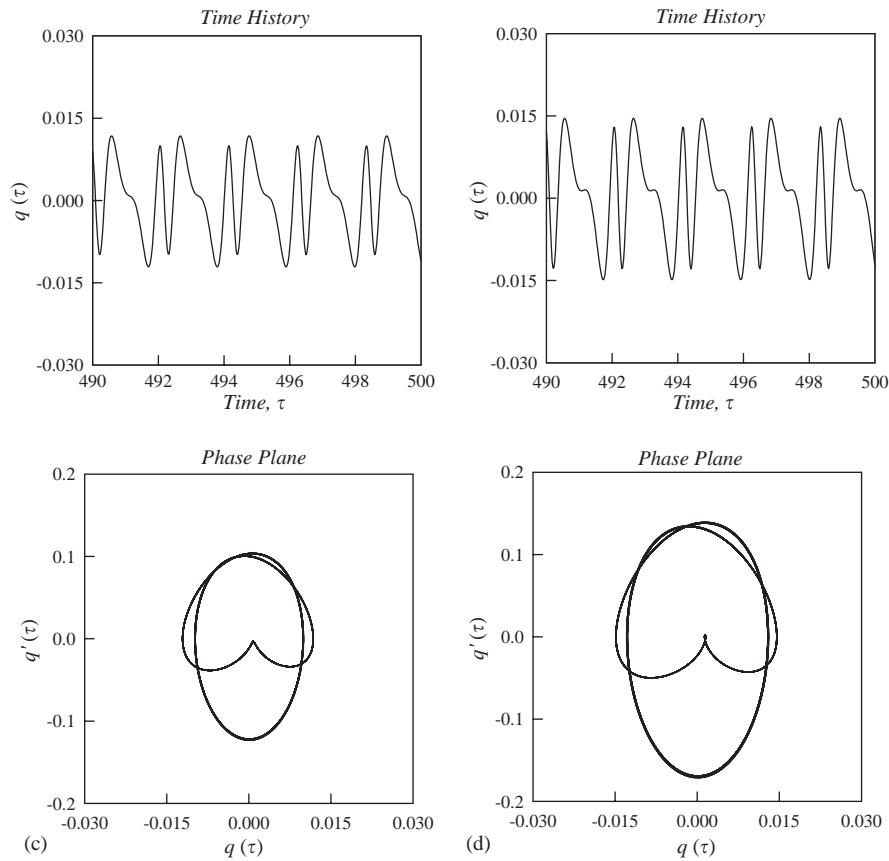 Time History
0.030
0.015
0.000
-0.015
-0.030
q (τ)
490 492 494 496 498 500
Time, τ
Time History
0.030
0.015
0.000
-0.015
-0.030
q (τ)
490 492 494 496 498 500
Time, τ
Phase Plane
0.2
0.1
0.0
-0.1
-0.2
q' (τ)
-0.030 -0.015 0.000 0.015 0.030
(c)
q (τ)
Phase Plane
0.2
0.1
0.0
-0.1
-0.2
q' (τ)
-0.030 -0.015 0.000 0.015 0.030
(d)
q (τ)